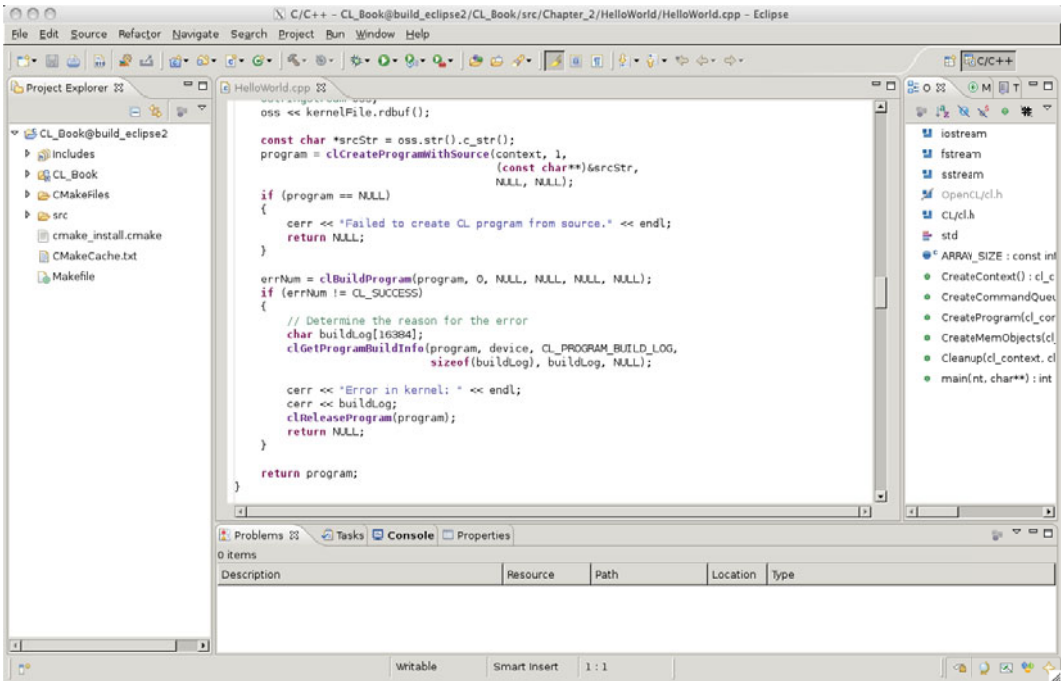 C/C++ - CL_Book@build_eclipse2/CL_Book/src/Chapter_2/HelloWorld/HelloWorld.cpp - Eclipse
File Edit Source Refactor Navigate Search Project Run Window Help
C/C++
Project Explorer
CL_Book@build_eclipse2
Includes
CL_Book
CMakeFiles
src
cmake_install.cmake
CMakeCache.txt
Makefile
HelloWorld.cpp
oss << kernelFile.rdbuf();
const char *srcStr = oss.str().c_str();
program = clCreateProgramWithSource(context, 1,
(const char**)&srcStr,
NULL, NULL);
if (program == NULL)
{
cerr << "Failed to create CL program from source." << endl;
return NULL;
}
errNum = clBuildProgram(program, 0, NULL, NULL, NULL, NULL);
if (errNum != CL_SUCCESS)
{
// Determine the reason for the error
char buildLog[16384];
clGetProgramBuildInfo(program, device, CL_PROGRAM_BUILD_LOG,
sizeof(buildLog), buildLog, NULL);
cerr << "Error in kernel: " << endl;
cerr << buildLog;
clReleaseProgram(program);
return NULL;
}
return program;
}
O M T
iostream
fstream
sstream
OpenCL/cl.h
CL/cl.h
std
ARRAY_SIZE : const int
CreateContext() : cl_c
CreateCommandQueu
CreateProgram(cl_cor
CreateMemObjects(cl_
Cleanup(cl_context, cl
main(int, char**) : int
Problems Tasks Console Properties
0 items
Description Resource Path Location Type
Writable Smart Insert 1 : 1